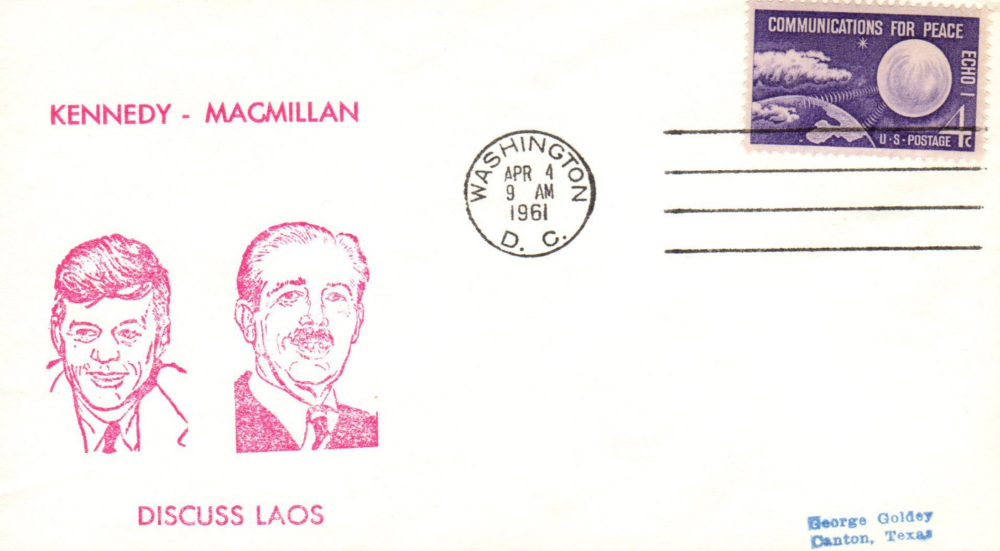 COMMUNICATIONS FOR PEACE
ECHO I
4c
U·S·POSTAGE
KENNEDY - MACMILLAN
WASHINGTON
APR 4
9 AM
1961
D. C.
DISCUSS LAOS
George Goldey
Canton, Texas